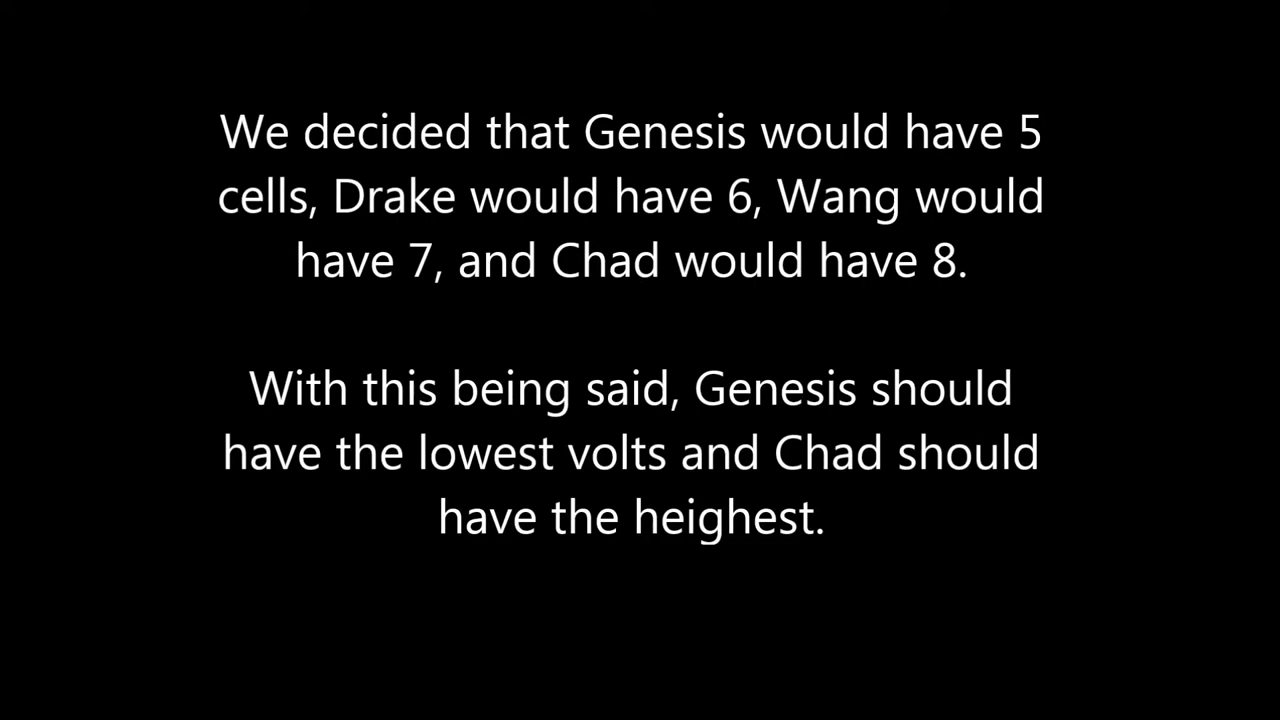 We decided that Genesis would have 5
cells, Drake would have 6, Wang would
have 7, and Chad would have 8.
With this being said, Genesis should
have the lowest volts and Chad should
have the heighest.